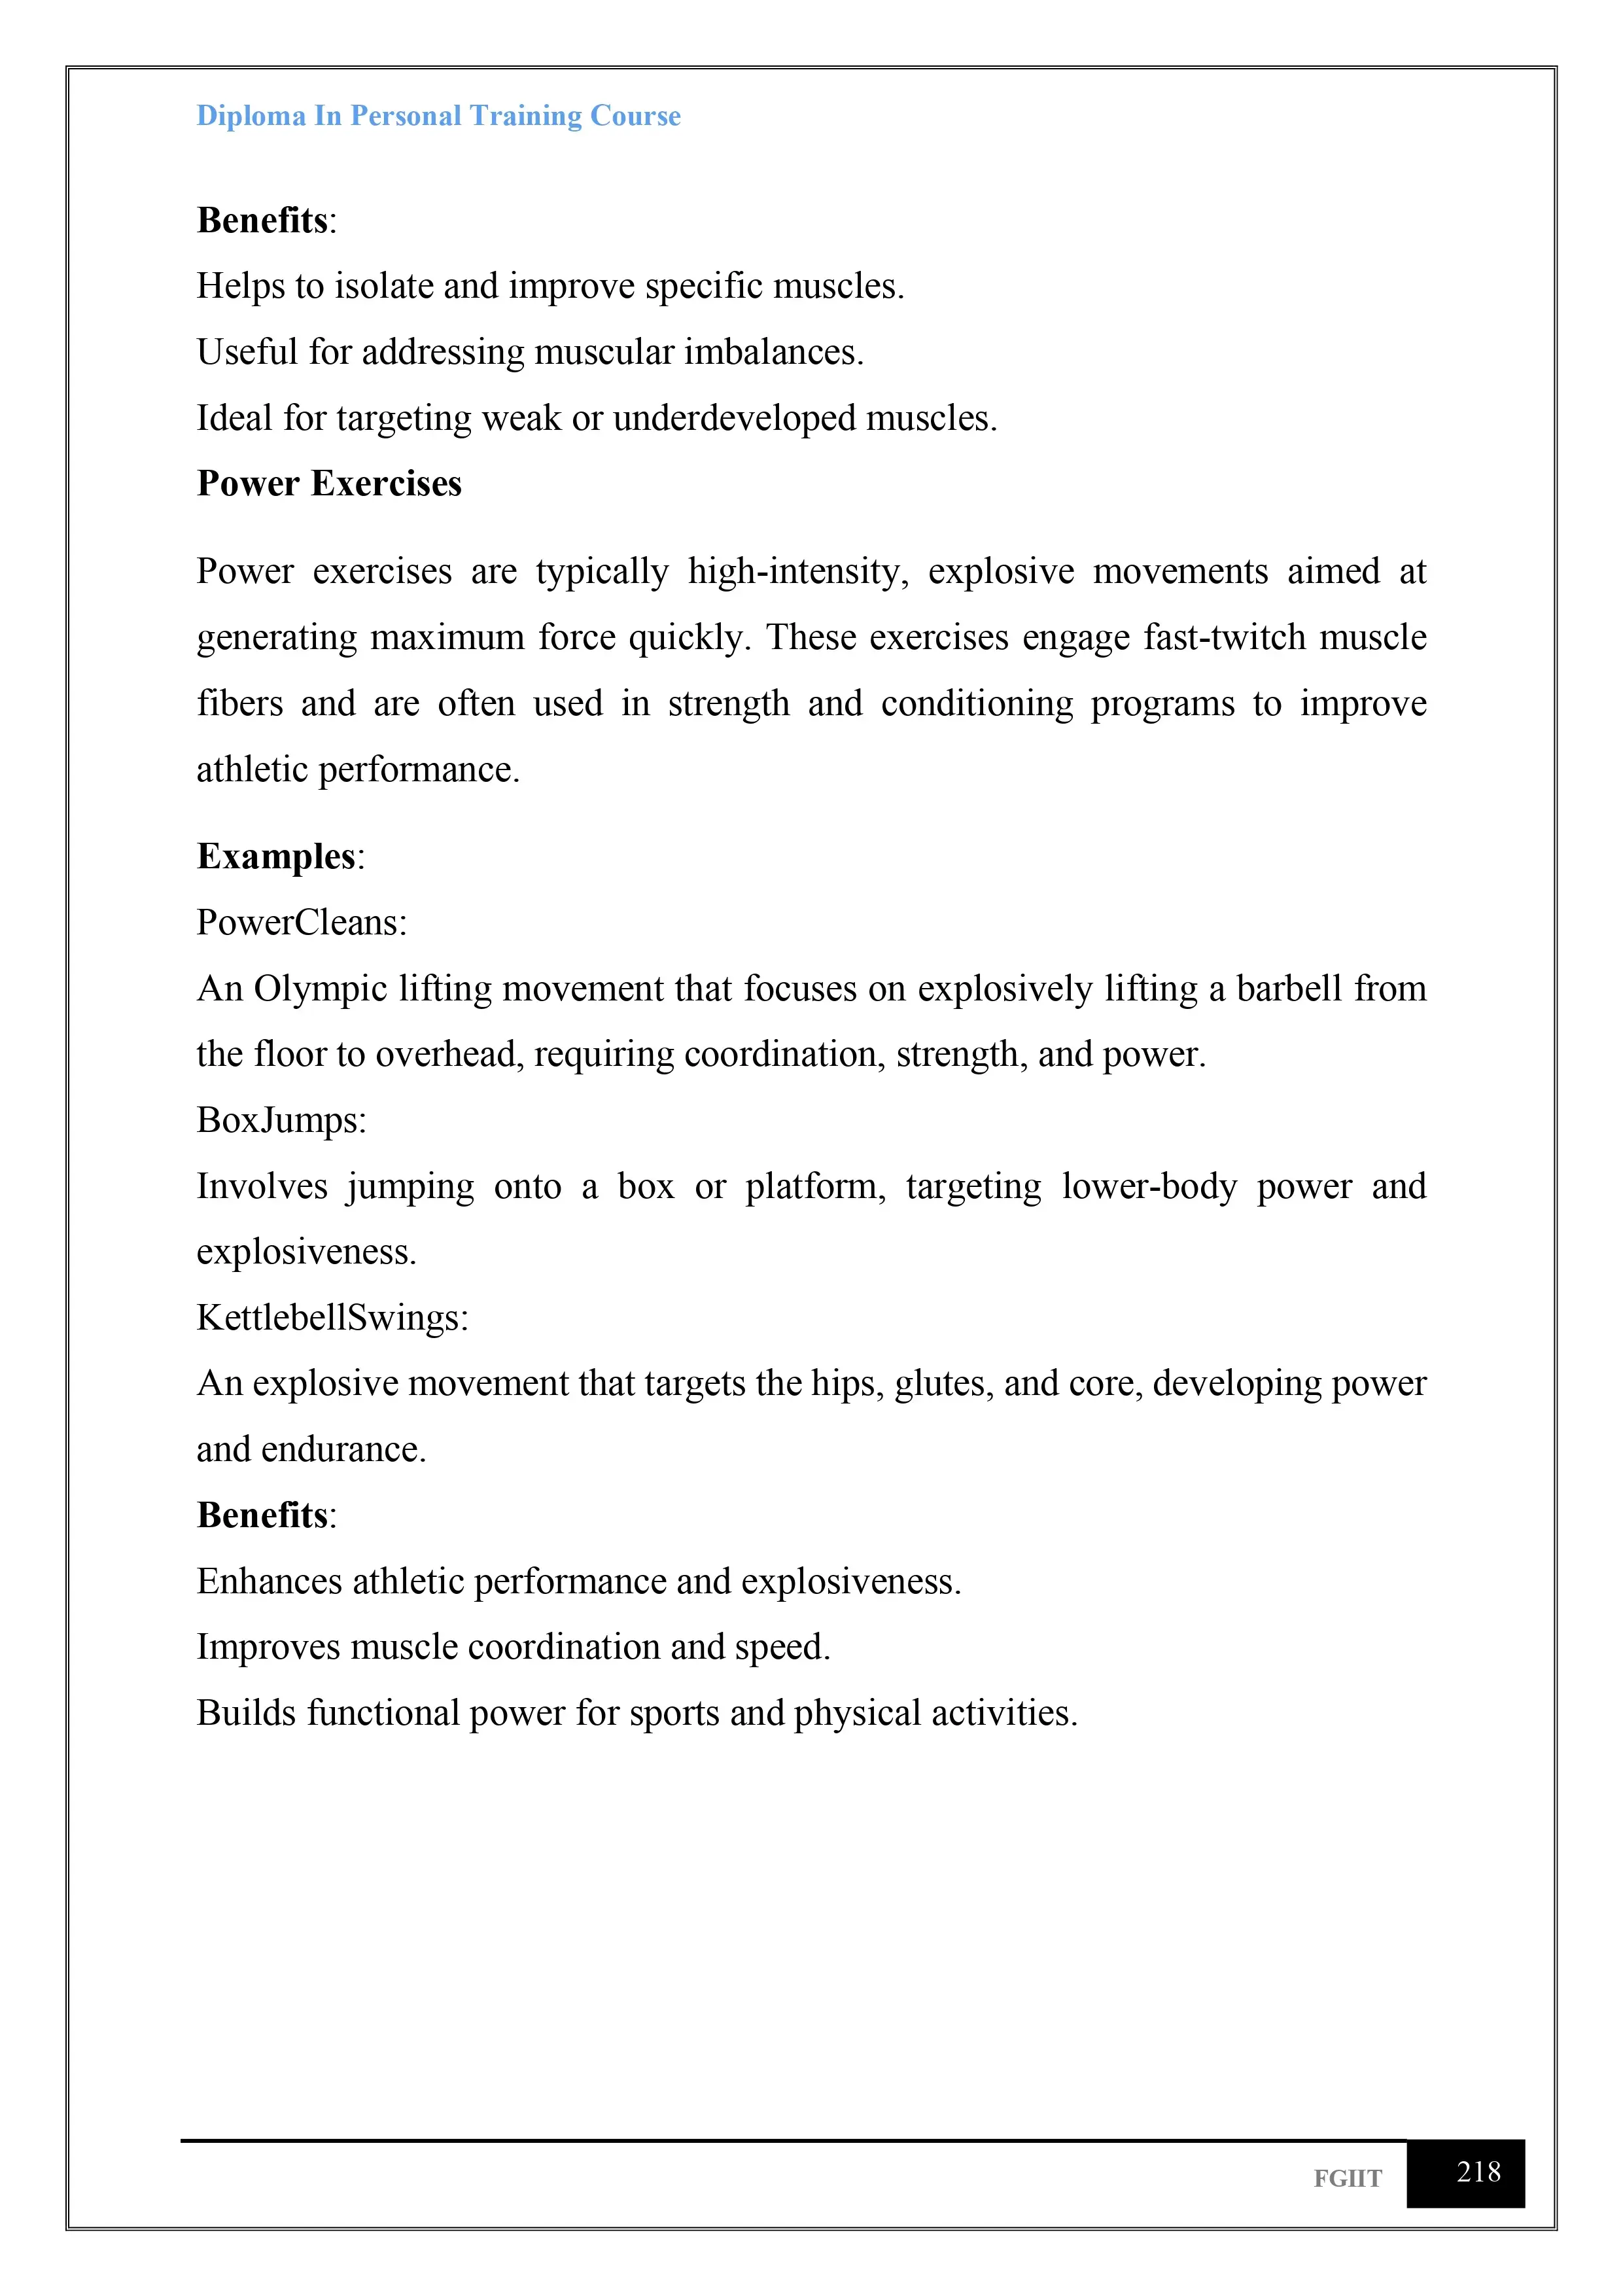 Diploma In Personal Training Course
Benefits:
Helps to isolate and improve specific muscles.
Useful for addressing muscular imbalances.
Ideal for targeting weak or underdeveloped muscles.
Power Exercises
Power exercises are typically high-intensity, explosive movements aimed at
generating maximum force quickly. These exercises engage fast-twitch muscle
fibers and are often used in strength and conditioning programs to improve
athletic performance.
Examples:
PowerCleans:
An Olympic lifting movement that focuses on explosively lifting a barbell from
the floor to overhead, requiring coordination, strength, and power.
BoxJumps:
Involves jumping onto a box or platform, targeting lower-body power and
explosiveness.
KettlebellSwings:
An explosive movement that targets the hips, glutes, and core, developing power
and endurance.
Benefits:
Enhances athletic performance and explosiveness.
Improves muscle coordination and speed.
Builds functional power for sports and physical activities.
FGIIT 218